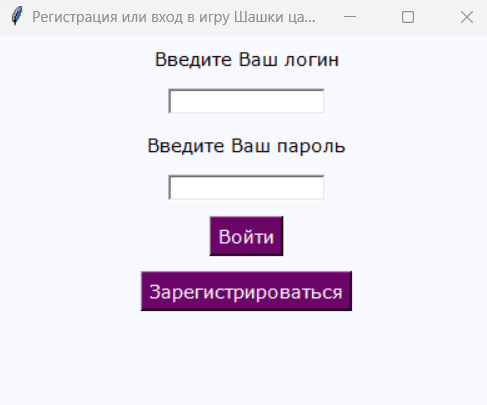 Регистрация или вход в игру Шашки ца...
Введите Ваш логин
Введите Ваш пароль
Войти
Зарегистрироваться